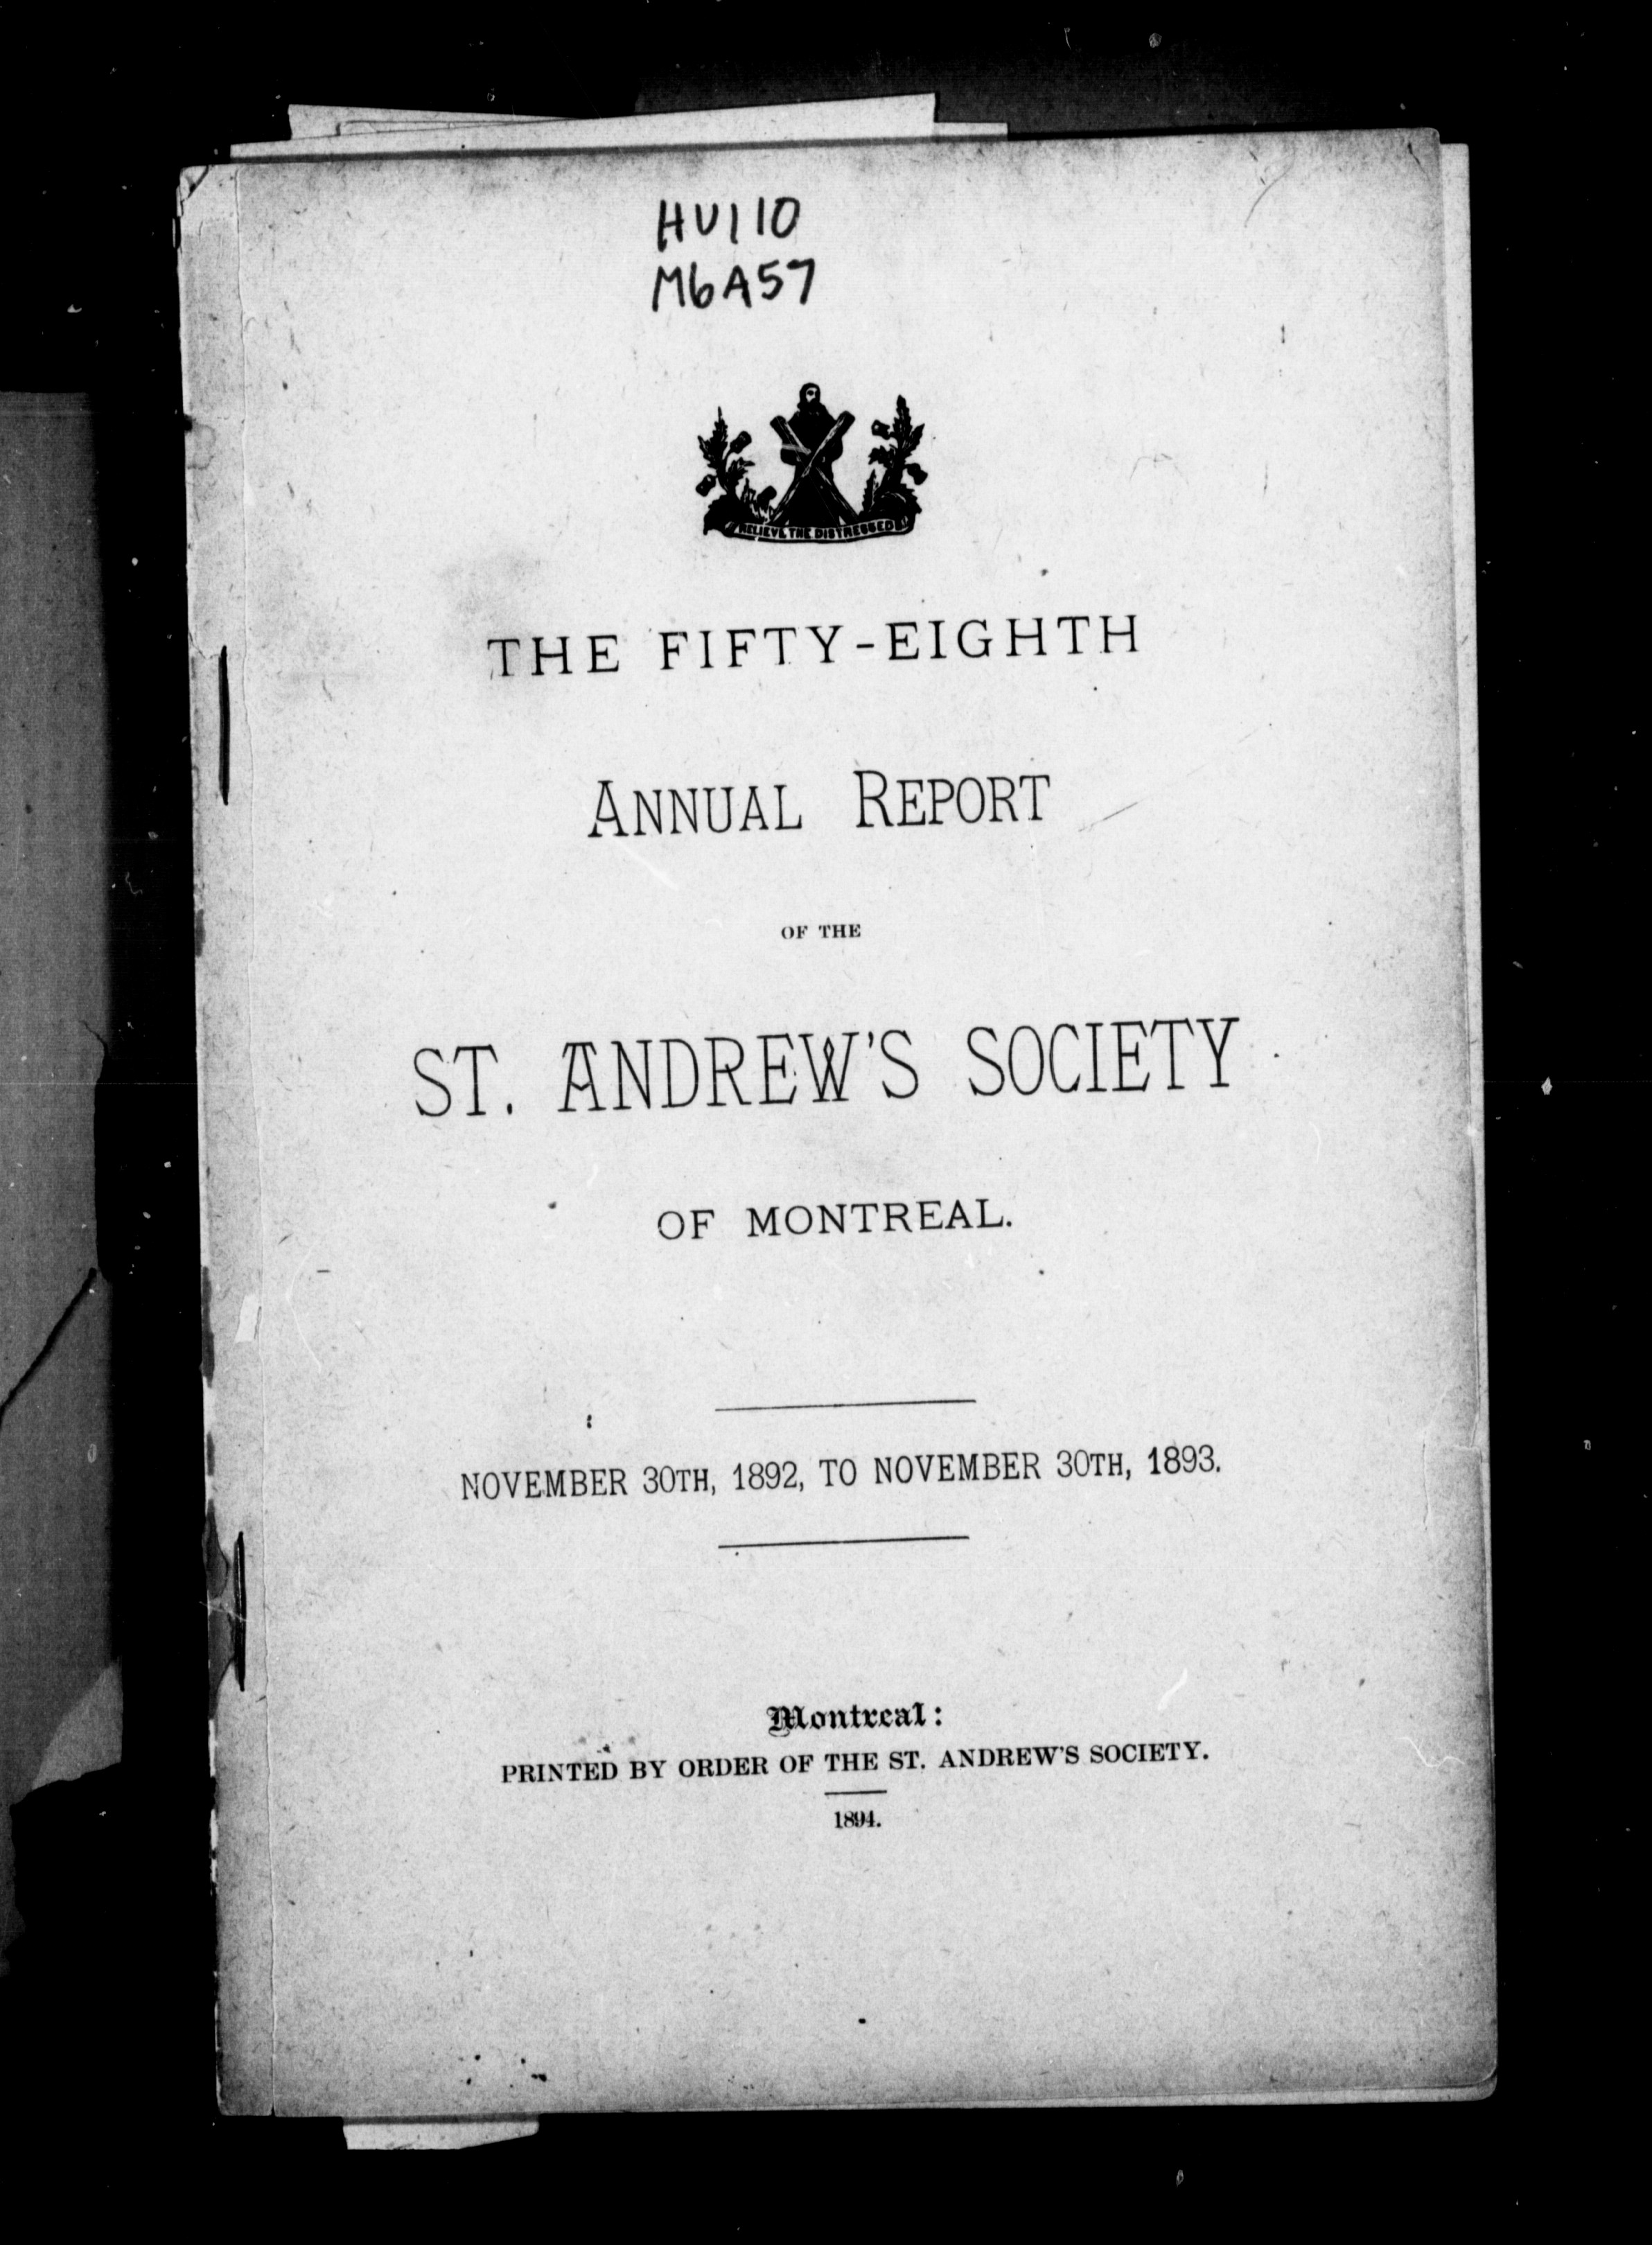 HV110
M6A57
RELIEVE THE DISTRESSED
THE FIFTY-EIGHTH
ANNUAL REPORT
OF THE
ST. ANDREW'S SOCIETY
OF MONTREAL.
NOVEMBER 30TH, 1892, TO NOVEMBER 30TH, 1893.
Montreal:
PRINTED BY ORDER OF THE ST. ANDREW'S SOCIETY.
1894.